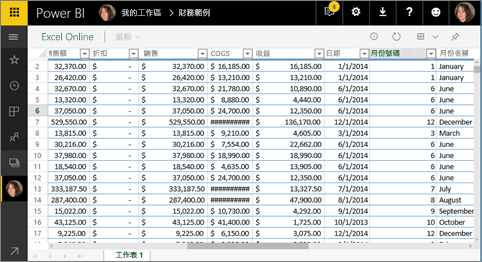 Power BI 我的工作區 > 財務範例 8
Excel Online 編輯
銷售額 折扣 銷售 COGS 收益 日期 月份號碼 月份名稱
2 32,370.00 $ - $ 32,370.00 $ 16,185.00 $ 16,185.00 1/1/2014 1 January
3 26,420.00 $ - $ 26,420.00 $ 13,210.00 $ 13,210.00 1/1/2014 1 January
4 32,670.00 $ - $ 32,670.00 $ 21,780.00 $ 10,890.00 6/1/2014 6 June
5 13,320.00 $ - $ 13,320.00 $ 8,880.00 $ 4,440.00 6/1/2014 6 June
6 37,050.00 $ - $ 37,050.00 $ 24,700.00 $ 12,350.00 6/1/2014 6 June
7 529,550.00 $ - $ 529,550.00 ########## $ 136,170.00 12/1/2014 12 December
8 13,815.00 $ - $ 13,815.00 $ 9,210.00 $ 4,605.00 3/1/2014 3 March
9 30,216.00 $ - $ 30,216.00 $ 7,554.00 $ 22,662.00 6/1/2014 6 June
10 37,980.00 $ - $ 37,980.00 $ 18,990.00 $ 18,990.00 6/1/2014 6 June
11 18,540.00 $ - $ 18,540.00 $ 4,635.00 $ 13,905.00 6/1/2014 6 June
12 37,050.00 $ - $ 37,050.00 $ 24,700.00 $ 12,350.00 6/1/2014 6 June
13 333,187.50 $ - $ 333,187.50 ########## $ 13,327.50 7/1/2014 7 July
14 287,400.00 $ - $ 287,400.00 ########## $ 47,900.00 8/1/2014 8 August
15 15,022.00 $ - $ 15,022.00 $ 10,730.00 $ 4,292.00 9/1/2014 9 September
16 43,125.00 $ - $ 43,125.00 $ 41,400.00 $ 1,725.00 10/1/2013 10 October
17 9,225.00 $ - $ 9,225.00 $ 6,150.00 $ 3,075.00 12/1/2014 12 December
工作表 1